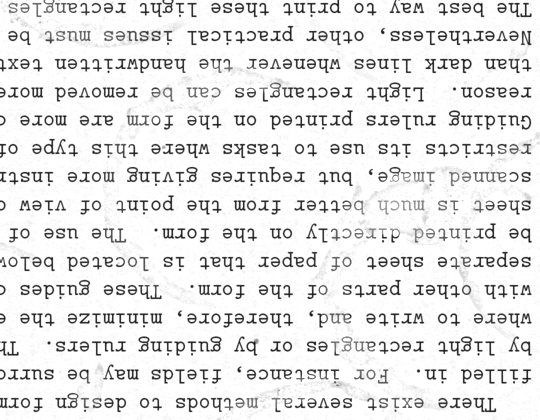 There exist several methods to design form
filled in. For instance, fields may be surro
by light rectangles or by guiding rulers. Th
where to write and, therefore, minimize the
with other parts of the form. These guides
separate sheet of paper that is located below
be printed directly on the form. The use of
sheet is much better from the point of view o
scanned image, but requires giving more instr
restricts its use to tasks where this type of
Guiding rulers printed on the form are more
reason. Light rectangles can be removed more
than dark lines whenever the handwritten text
Nevertheless, other practical issues must be
The best way to print these light rectangles